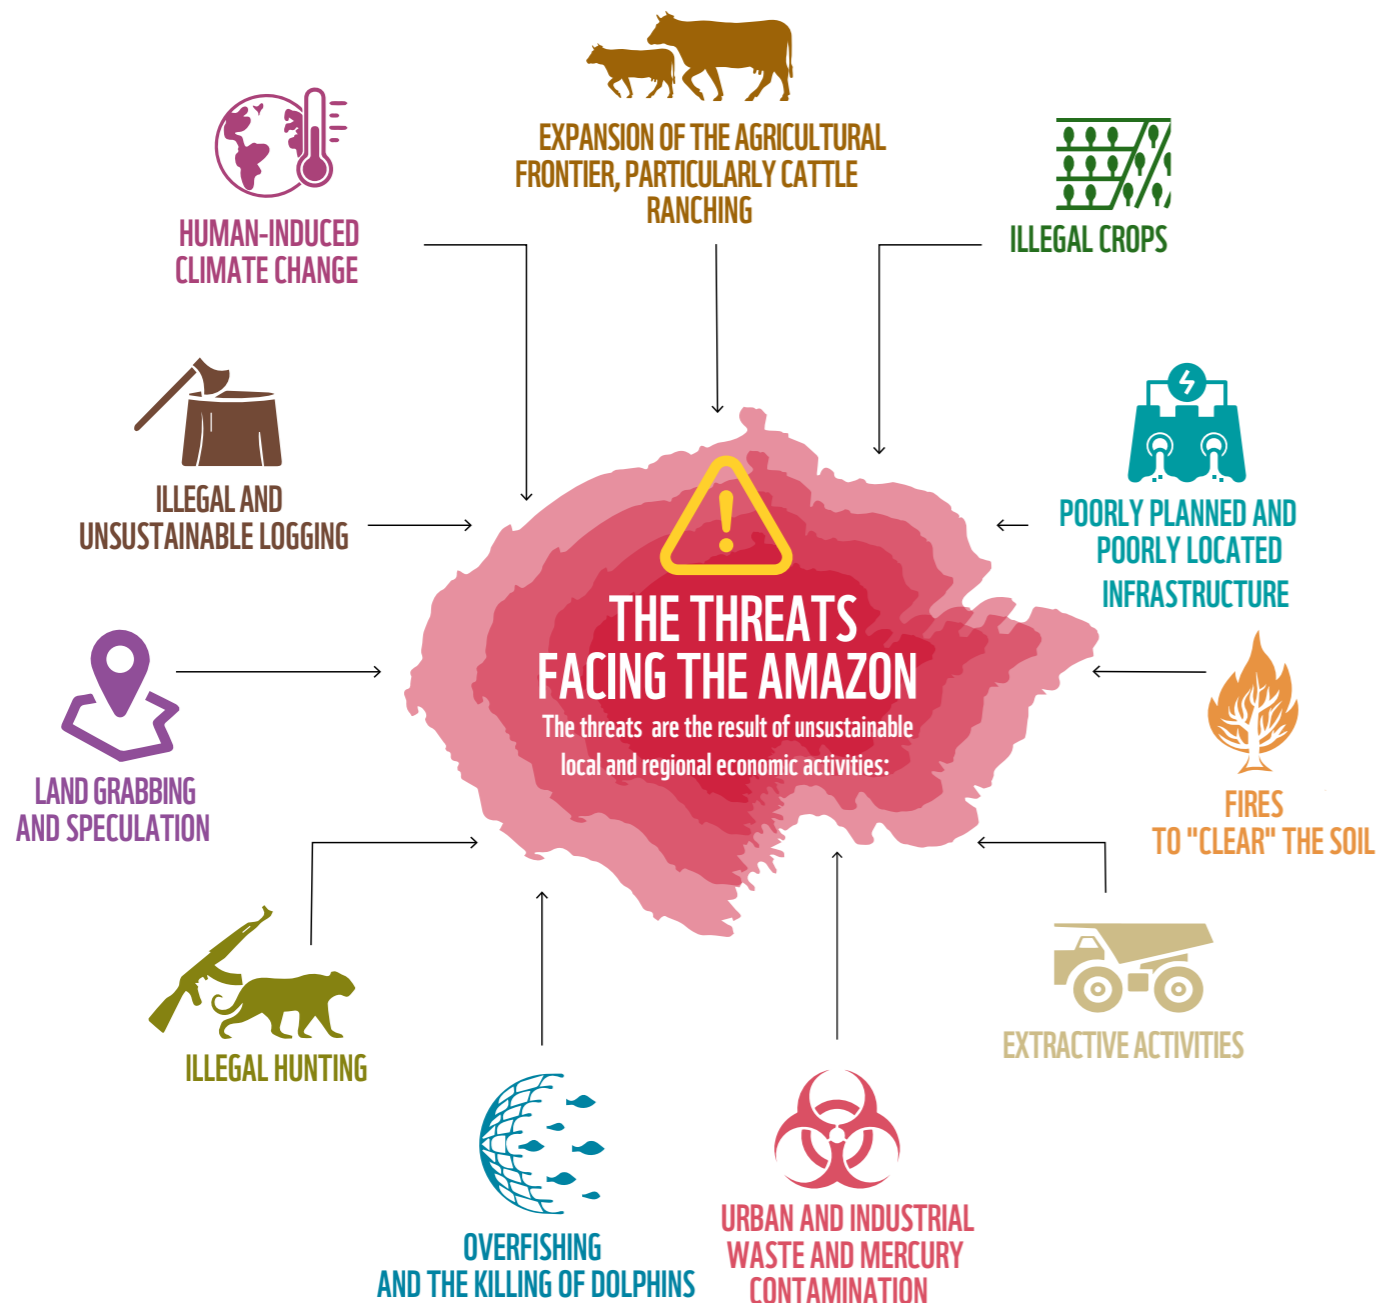 EXPANSION OF THE AGRICULTURAL
FRONTIER, PARTICULARLY CATTLE
RANCHING
HUMAN-INDUCED
CLIMATE CHANGE
ILLEGAL CROPS
ILLEGAL AND
UNSUSTAINABLE LOGGING
POORLY PLANNED AND
POORLY LOCATED
INFRASTRUCTURE
THE THREATS
FACING THE AMAZON
The threats are the result of unsustainable
local and regional economic activities:
LAND GRABBING
AND SPECULATION
FIRES
TO "CLEAR" THE SOIL
ILLEGAL HUNTING
EXTRACTIVE ACTIVITIES
OVERFISHING
AND THE KILLING OF DOLPHINS
URBAN AND INDUSTRIAL
WASTE AND MERCURY
CONTAMINATION